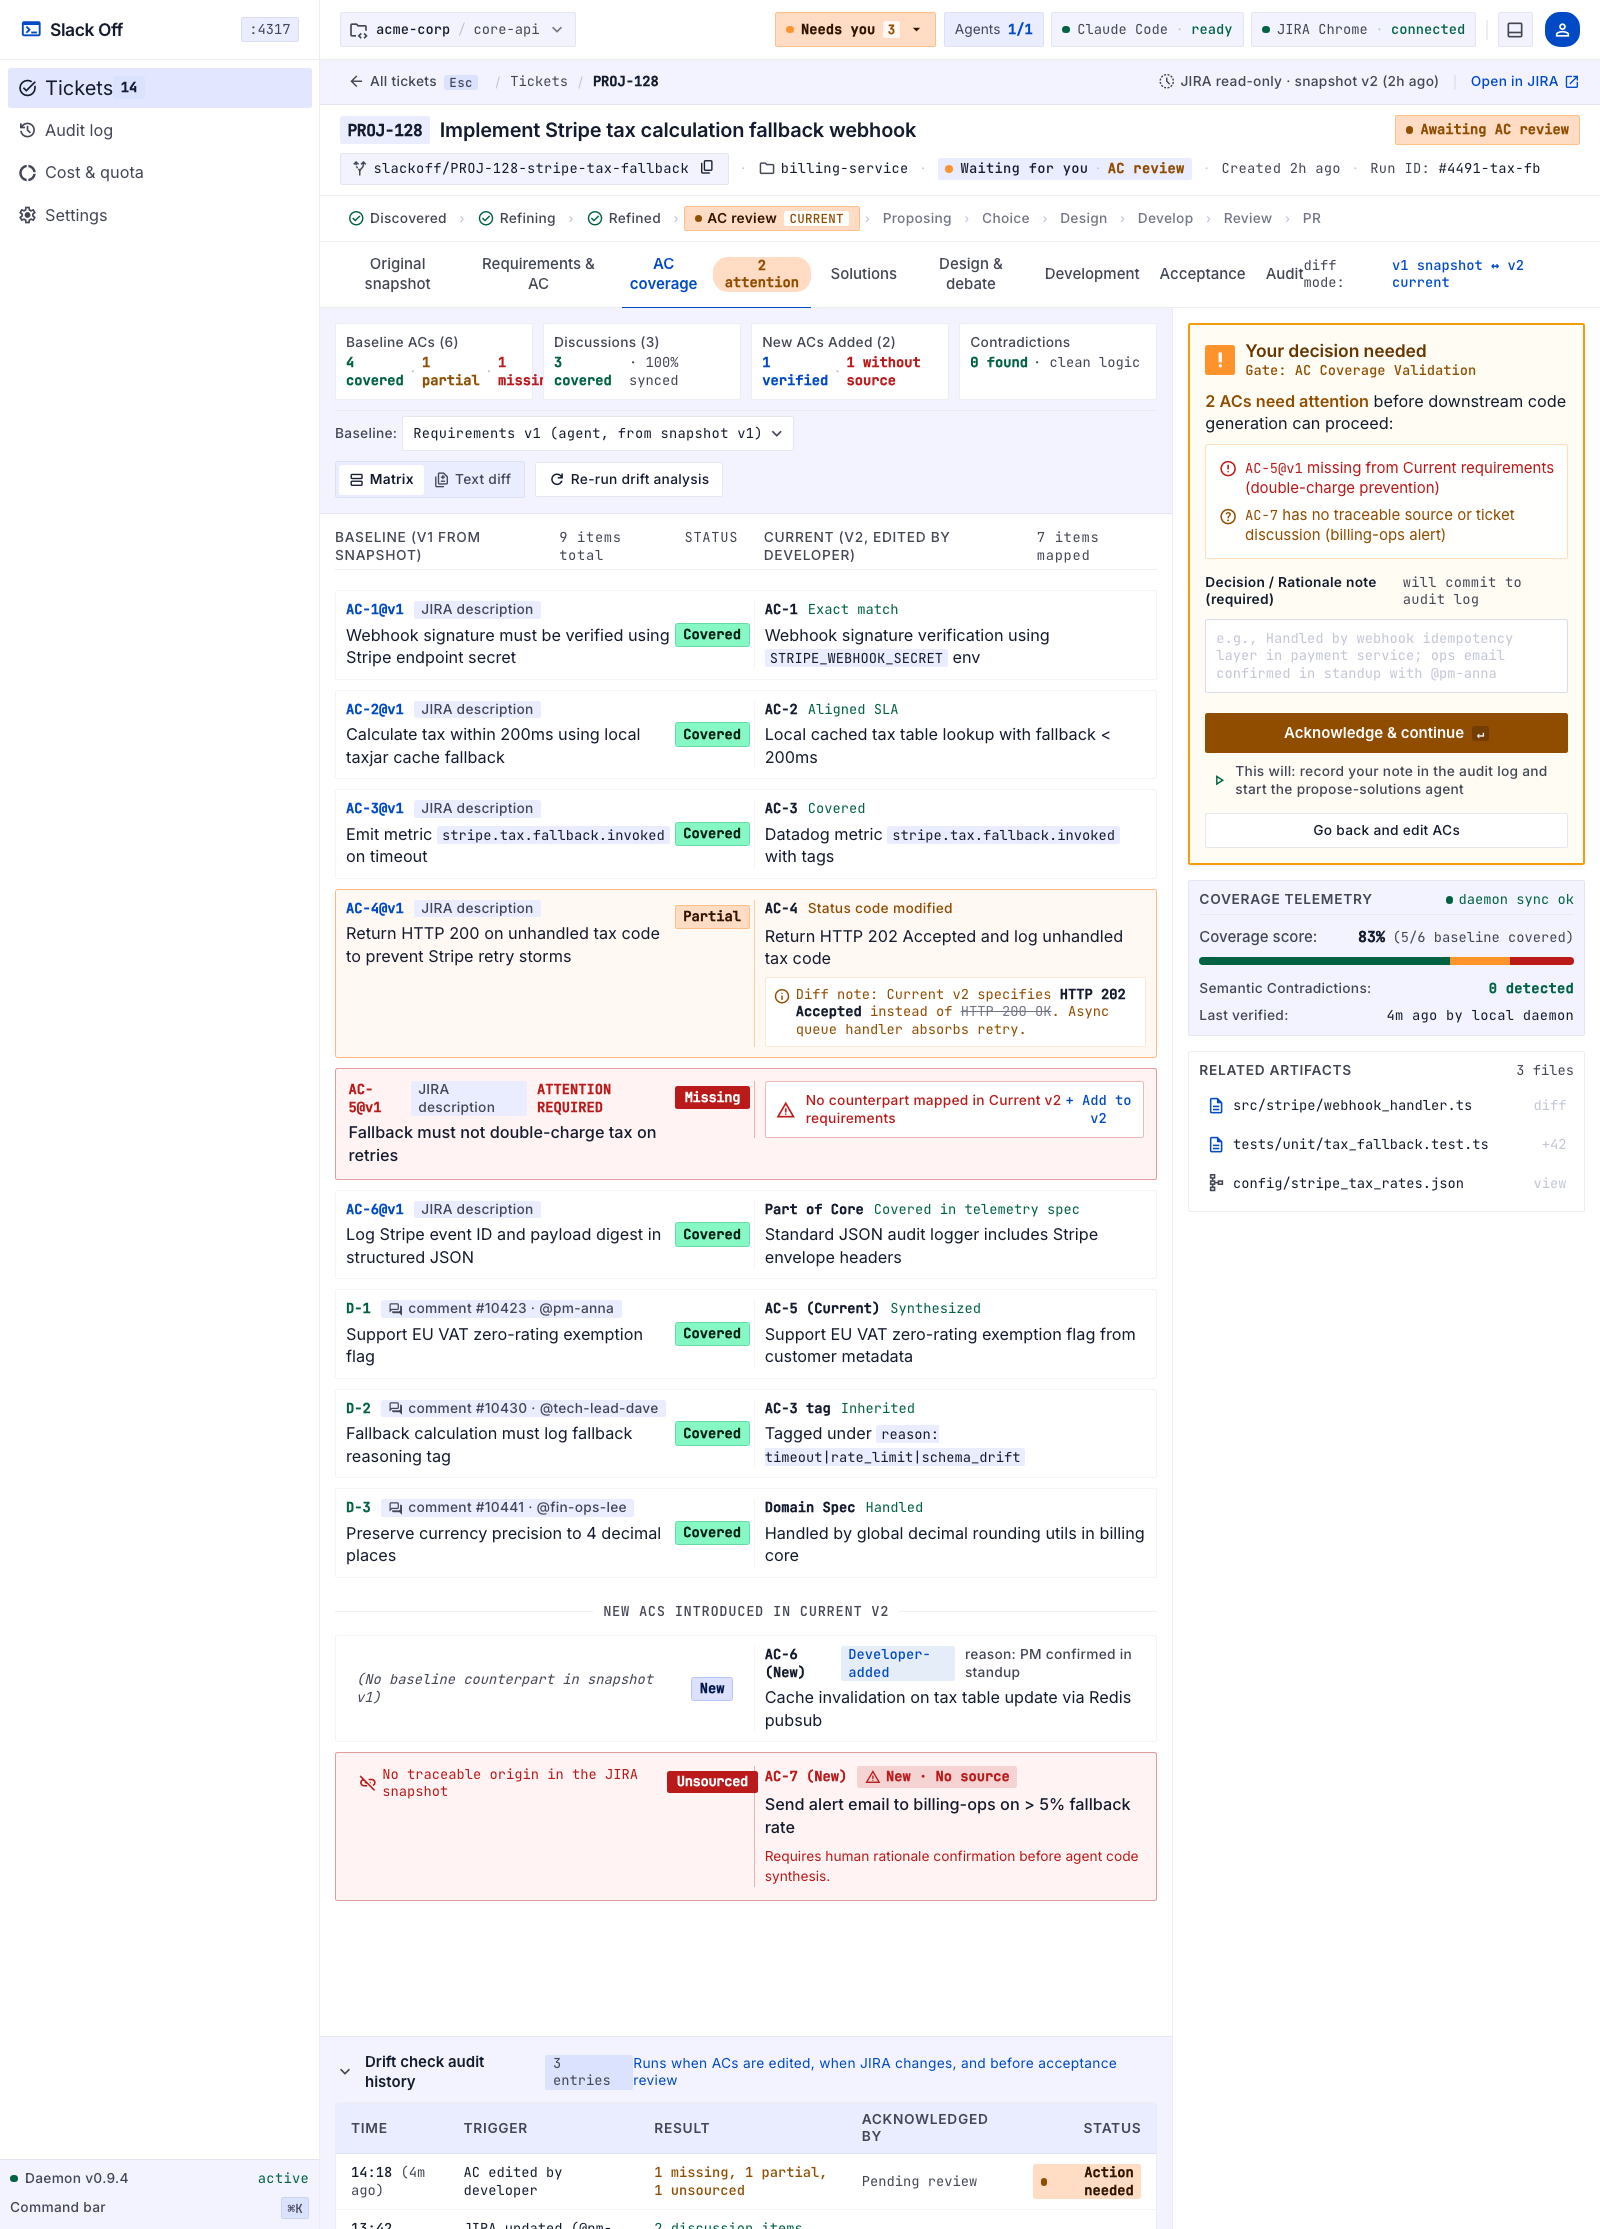 Slack Off
:4317
acme-corp / core-api
Needs you 3
Agents 1/1
Claude Code · ready
JIRA Chrome · connected
Tickets 14
Audit log
Cost & quota
Settings
All tickets Esc / Tickets / PROJ-128
JIRA read-only · snapshot v2 (2h ago)
Open in JIRA
PROJ-128 Implement Stripe tax calculation fallback webhook
Awaiting AC review
slackoff/PROJ-128-stripe-tax-fallback · billing-service · Waiting for you · AC review · Created 2h ago · Run ID: #4491-tax-fb
Discovered › Refining › Refined › AC review CURRENT › Proposing › Choice › Design › Develop › Review › PR
Original snapshot
Requirements & AC
AC coverage
2 attention
Solutions
Design & debate
Development
Acceptance
Audit
diff mode:
v1 snapshot ↔ v2 current
Baseline ACs (6)
4 covered · 1 partial · 1 missin
Discussions (3)
3 covered · 100% synced
New ACs Added (2)
1 verified · 1 without source
Contradictions
0 found · clean logic
Baseline: Requirements v1 (agent, from snapshot v1)
Matrix
Text diff
Re-run drift analysis
BASELINE (V1 FROM SNAPSHOT)
9 items total
STATUS
CURRENT (V2, EDITED BY DEVELOPER)
7 items mapped
AC-1@v1 JIRA description
Webhook signature must be verified using
Stripe endpoint secret
Covered
AC-1 Exact match
Webhook signature verification using
STRIPE_WEBHOOK_SECRET env
AC-2@v1 JIRA description
Calculate tax within 200ms using local
taxjar cache fallback
Covered
AC-2 Aligned SLA
Local cached tax table lookup with fallback <
200ms
AC-3@v1 JIRA description
Emit metric stripe.tax.fallback.invoked
on timeout
Covered
AC-3 Covered
Datadog metric stripe.tax.fallback.invoked
with tags
AC-4@v1 JIRA description
Return HTTP 200 on unhandled tax code
to prevent Stripe retry storms
Partial
AC-4 Status code modified
Return HTTP 202 Accepted and log unhandled
tax code
Diff note: Current v2 specifies HTTP 202
Accepted instead of HTTP 200 OK. Async
queue handler absorbs retry.
AC-5@v1
JIRA description
ATTENTION REQUIRED
Fallback must not double-charge tax on
retries
Missing
No counterpart mapped in Current v2
requirements
+ Add to v2
AC-6@v1 JIRA description
Log Stripe event ID and payload digest in
structured JSON
Covered
Part of Core Covered in telemetry spec
Standard JSON audit logger includes Stripe
envelope headers
D-1 comment #10423 · @pm-anna
Support EU VAT zero-rating exemption
flag
Covered
AC-5 (Current) Synthesized
Support EU VAT zero-rating exemption flag from
customer metadata
D-2 comment #10430 · @tech-lead-dave
Fallback calculation must log fallback
reasoning tag
Covered
AC-3 tag Inherited
Tagged under reason:
timeout|rate_limit|schema_drift
D-3 comment #10441 · @fin-ops-lee
Preserve currency precision to 4 decimal
places
Covered
Domain Spec Handled
Handled by global decimal rounding utils in billing
core
NEW ACS INTRODUCED IN CURRENT V2
(No baseline counterpart in snapshot
v1)
New
AC-6 (New)
Developer-added
reason: PM confirmed in standup
Cache invalidation on tax table update via Redis
pubsub
No traceable origin in the JIRA
snapshot
Unsourced
AC-7 (New) New · No source
Send alert email to billing-ops on > 5% fallback
rate
Requires human rationale confirmation before agent code
synthesis.
Your decision needed
Gate: AC Coverage Validation
2 ACs need attention before downstream code
generation can proceed:
AC-5@v1 missing from Current requirements
(double-charge prevention)
AC-7 has no traceable source or ticket
discussion (billing-ops alert)
Decision / Rationale note (required)
will commit to audit log
e.g., Handled by webhook idempotency
layer in payment service; ops email
confirmed in standup with @pm-anna
Acknowledge & continue ↵
This will: record your note in the audit log and
start the propose-solutions agent
Go back and edit ACs
COVERAGE TELEMETRY
daemon sync ok
Coverage score: 83% (5/6 baseline covered)
Semantic Contradictions: 0 detected
Last verified: 4m ago by local daemon
RELATED ARTIFACTS 3 files
src/stripe/webhook_handler.ts diff
tests/unit/tax_fallback.test.ts +42
config/stripe_tax_rates.json view
Drift check audit history
3 entries
Runs when ACs are edited, when JIRA changes, and before acceptance
review
TIME TRIGGER RESULT ACKNOWLEDGED BY STATUS
14:18 (4m ago)
AC edited by developer
1 missing, 1 partial, 1 unsourced
Pending review
Action needed
13:42
JIRA updated (@pm-
2 discussion items
Daemon v0.9.4 active
Command bar ⌘K